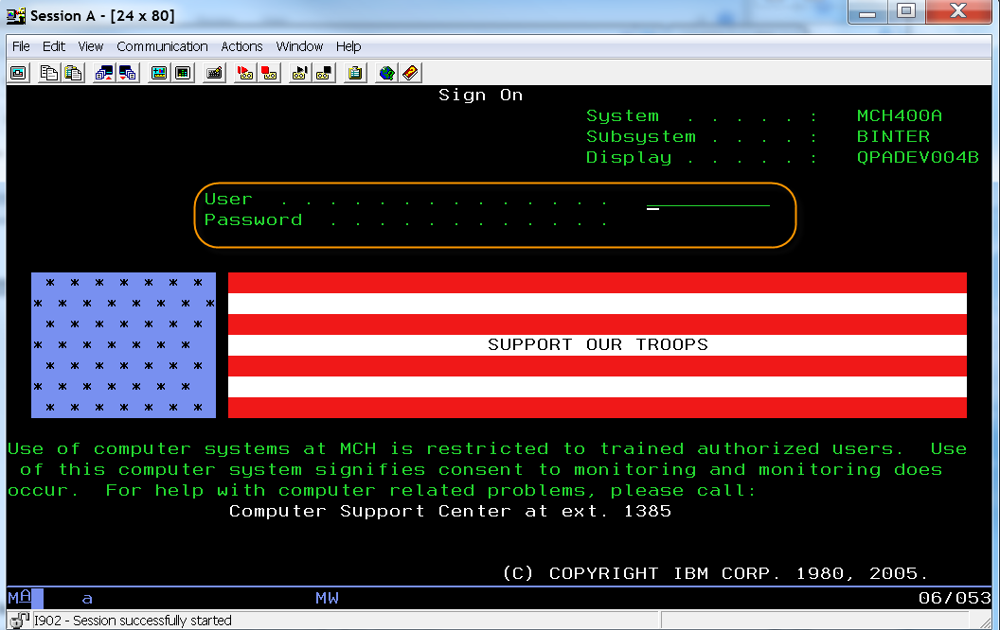 Session A - [24 x 80]
File Edit View Communication Actions Window Help
Sign On
System . . . . . : MCH400A
Subsystem . . . . : BINTER
Display . . . . . : QPADEV004B
User . . . . . . . . . . . . . .
Password . . . . . . . . . . . .
* * * * * * *
* * * * * * * *
* * * * * * *
* * * * * * * SUPPORT OUR TROOPS
* * * * * * *
* * * * * * *
* * * * * * *
Use of computer systems at MCH is restricted to trained authorized users. Use
of this computer system signifies consent to monitoring and monitoring does
occur. For help with computer related problems, please call:
Computer Support Center at ext. 1385
(C) COPYRIGHT IBM CORP. 1980, 2005.
MA a MW 06/053
I902 - Session successfully started